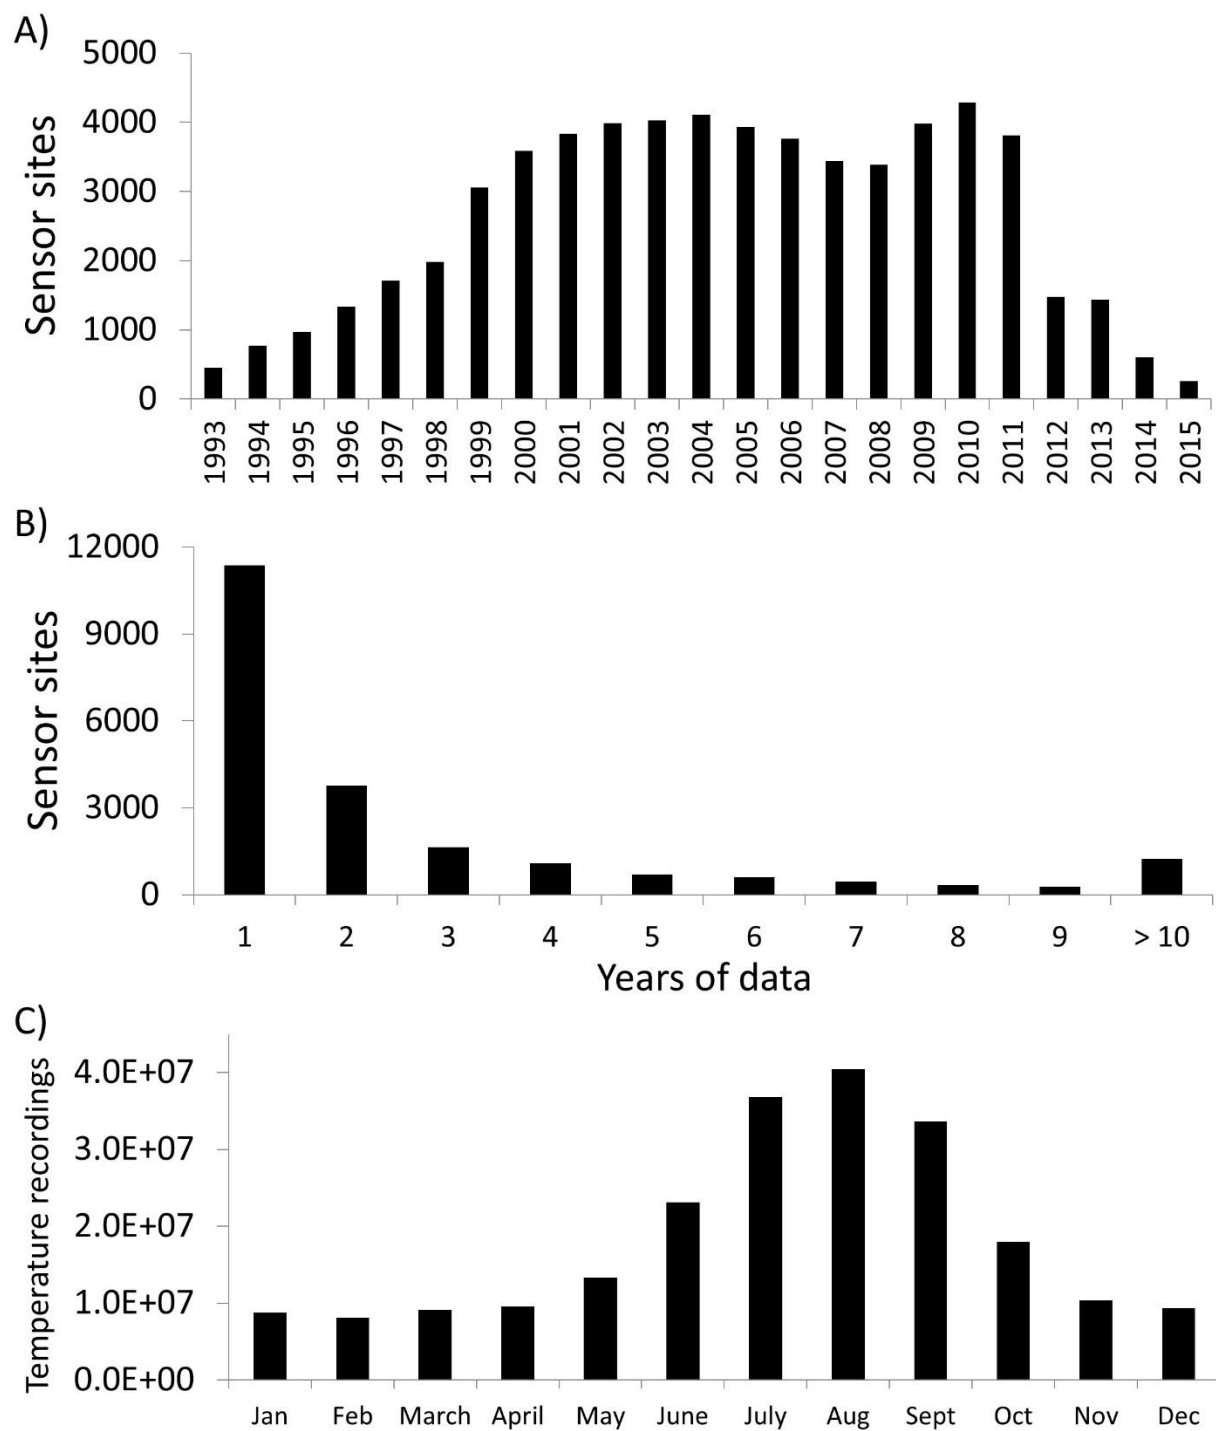 A)
Sensor sites
5000
4000
3000
2000
1000
0
1993 1994 1995 1996 1997 1998 1999 2000 2001 2002 2003 2004 2005 2006 2007 2008 2009 2010 2011 2012 2013 2014 2015
B)
Sensor sites
12000
9000
6000
3000
0
1 2 3 4 5 6 7 8 9 > 10
Years of data
C)
Temperature recordings
4.0E+07
3.0E+07
2.0E+07
1.0E+07
0.0E+00
Jan Feb March April May June July Aug Sept Oct Nov Dec